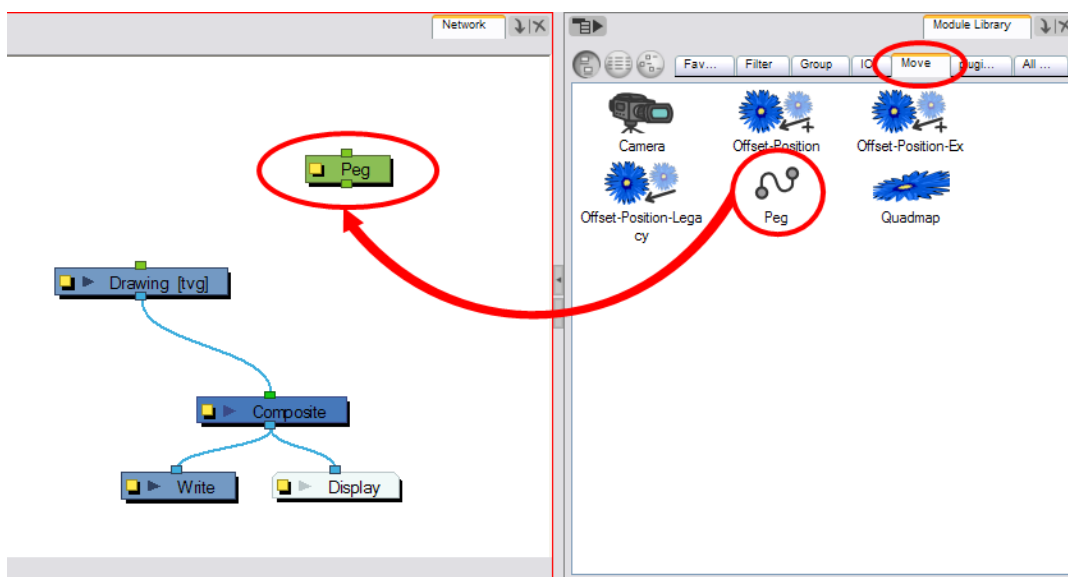 Network
Module Library
Fav...
Filter
Group
IO
Move
plugi...
All ...
Camera
Offset-Position
Offset-Position-Ex
Offset-Position-Lega
cy
Peg
Quadmap
Peg
Drawing [tvg]
Composite
Write
Display